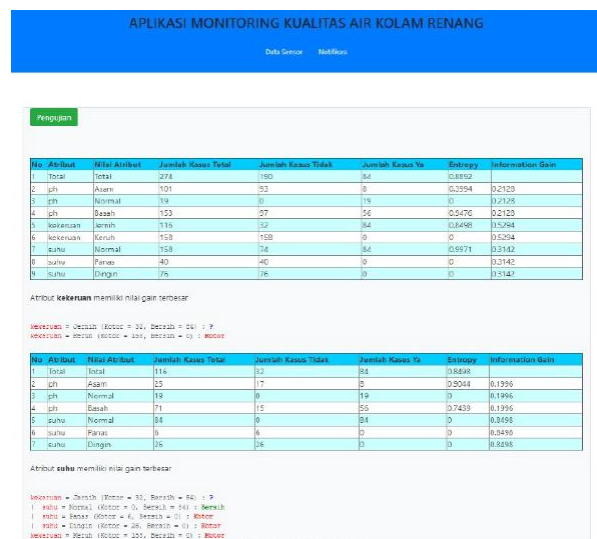 APLIKASI MONITORING KUALITAS AIR KOLAM RENANG
Data Sensor Notifikasi
Pengujian
No Atribut Nilai Atribut Jumlah Kasus Total Jumlah Kasus Tidak Jumlah Kasus Ya Entropy Information Gain
1 Total Total 274 190 84 0.8892
2 ph Asam 101 93 8 0.3994 0.2128
3 ph Normal 19 0 19 0 0.2128
4 ph Basah 153 97 56 0.9476 0.2128
5 kekeruan Jernih 116 32 84 0.8498 0.5294
6 kekeruan Keruh 158 158 0 0 0.5294
7 suhu Normal 158 74 84 0.9971 0.3142
8 suhu Panas 40 40 0 0 0.3142
9 suhu Dingin 76 76 0 0 0.3142
Atribut kekeruan memiliki nilai gain terbesar
kekeruan = Jernih (Kotor = 32, Bersih = 84) : ?
kekeruan = Keruh (Kotor = 158, Bersih = 0) : Kotor
No Atribut Nilai Atribut Jumlah Kasus Total Jumlah Kasus Tidak Jumlah Kasus Ya Entropy Information Gain
1 Total Total 116 32 84 0.8498
2 ph Asam 25 17 8 0.9044 0.1996
3 ph Normal 19 0 19 0 0.1996
4 ph Basah 71 15 56 0.7439 0.1996
5 suhu Normal 84 0 84 0 0.8498
6 suhu Panas 6 6 0 0 0.8498
7 suhu Dingin 26 26 0 0 0.8498
Atribut suhu memiliki nilai gain terbesar
kekeruan = Jernih (Kotor = 32, Bersih = 84) : ?
| suhu = Normal (Kotor = 0, Bersih = 84) : Bersih
| suhu = Panas (Kotor = 6, Bersih = 0) : Kotor
| suhu = Dingin (Kotor = 26, Bersih = 0) : Kotor
kekeruan = Keruh (Kotor = 158, Bersih = 0) : Kotor